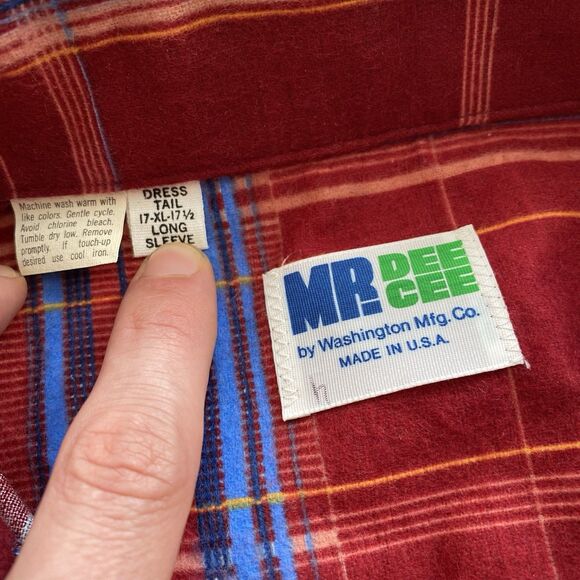 Machine wash warm with
like colors. Gentle cycle.
Avoid chlorine bleach.
Tumble dry low. Remove
promptly. If touch-up
desired use cool iron.
DRESS
TAIL
17-XL-17½
LONG
SLEEVE
MR. DEE
CEE
by Washington Mfg. Co.
MADE IN U.S.A.